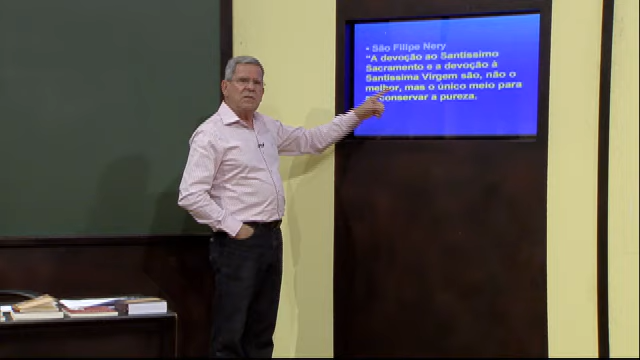 • São Filipe Nery
“A devoção ao Santíssimo
Sacramento e a devoção à
Santíssima Virgem são, não o
melhor, mas o único meio para
conservar a pureza.